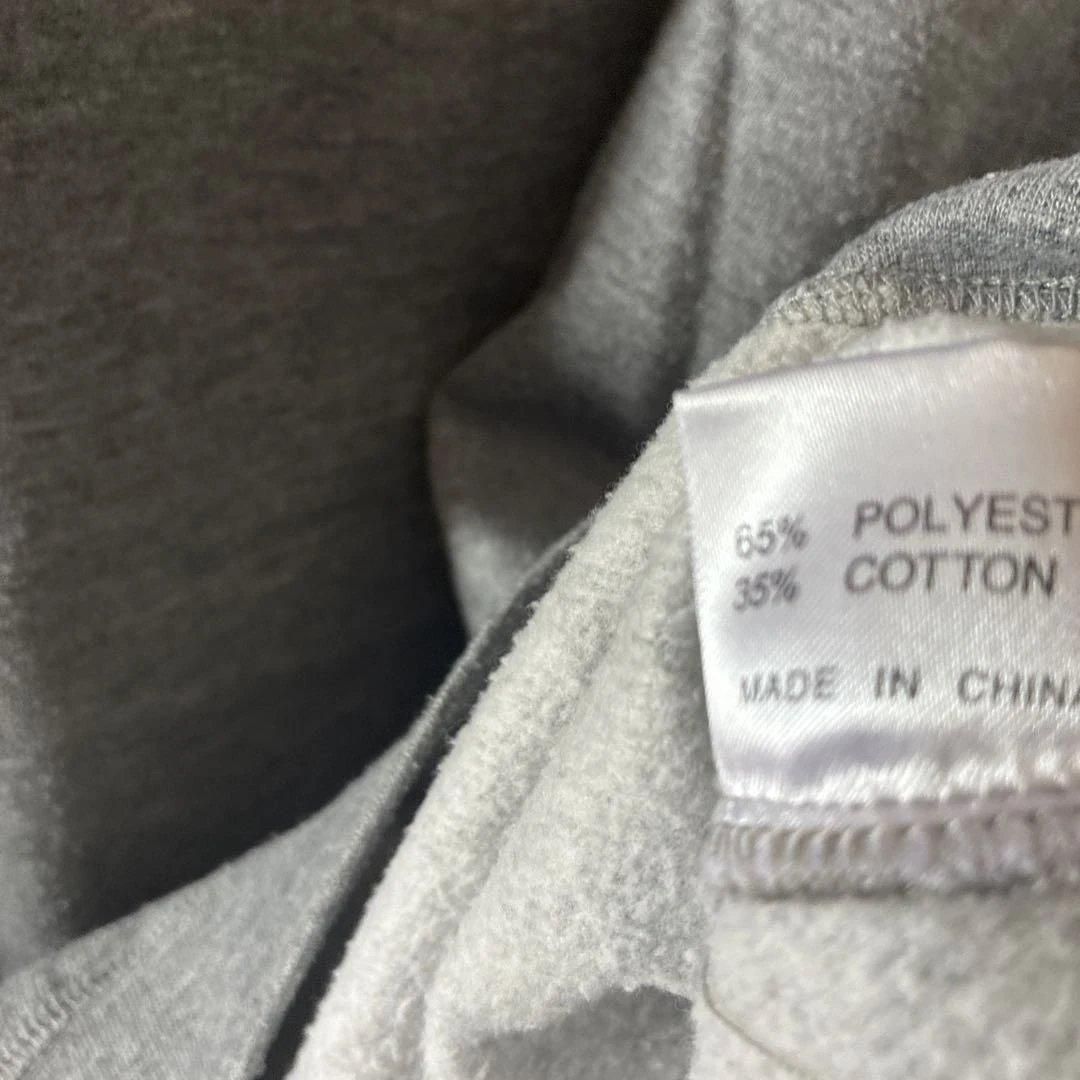 65% POLYEST
35% COTTON
MADE IN CHINA